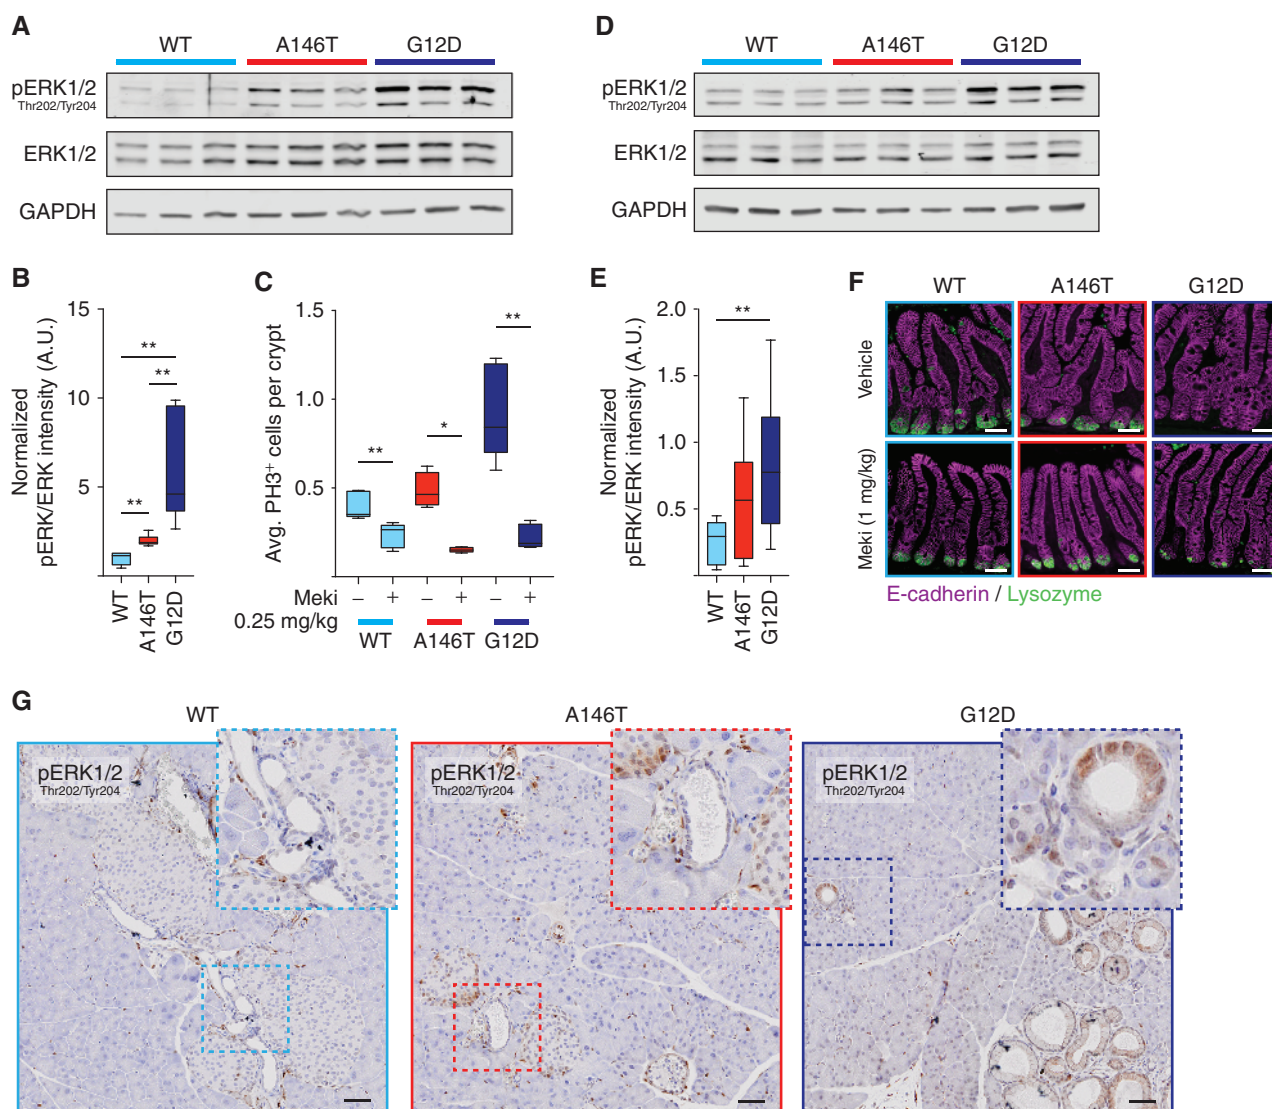 A
WT A146T G12D
pERK1/2
Thr202/Tyr204
ERK1/2
GAPDH
D
WT A146T G12D
pERK1/2
Thr202/Tyr204
ERK1/2
GAPDH
B
Normalized
pERK/ERK intensity (A.U.)
15
10
5
** **
**
WT A146T G12D
C
Avg. PH3+ cells per crypt
1.5
1.0
0.5
** * **
Meki – + – + – +
0.25 mg/kg
WT A146T G12D
E
Normalized
pERK/ERK intensity (A.U.)
2.0
1.5
1.0
0.5
**
WT A146T G12D
F
WT A146T G12D
Vehicle
Meki (1 mg/kg)
E-cadherin / Lysozyme
G
WT A146T G12D
pERK1/2
Thr202/Tyr204
pERK1/2
Thr202/Tyr204
pERK1/2
Thr202/Tyr204